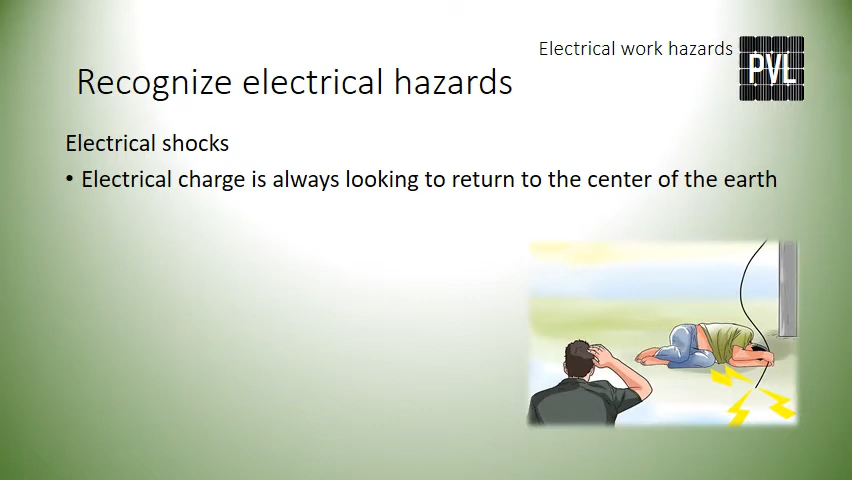 Electrical work hazards
PVL
Recognize electrical hazards
Electrical shocks
• Electrical charge is always looking to return to the center of the earth